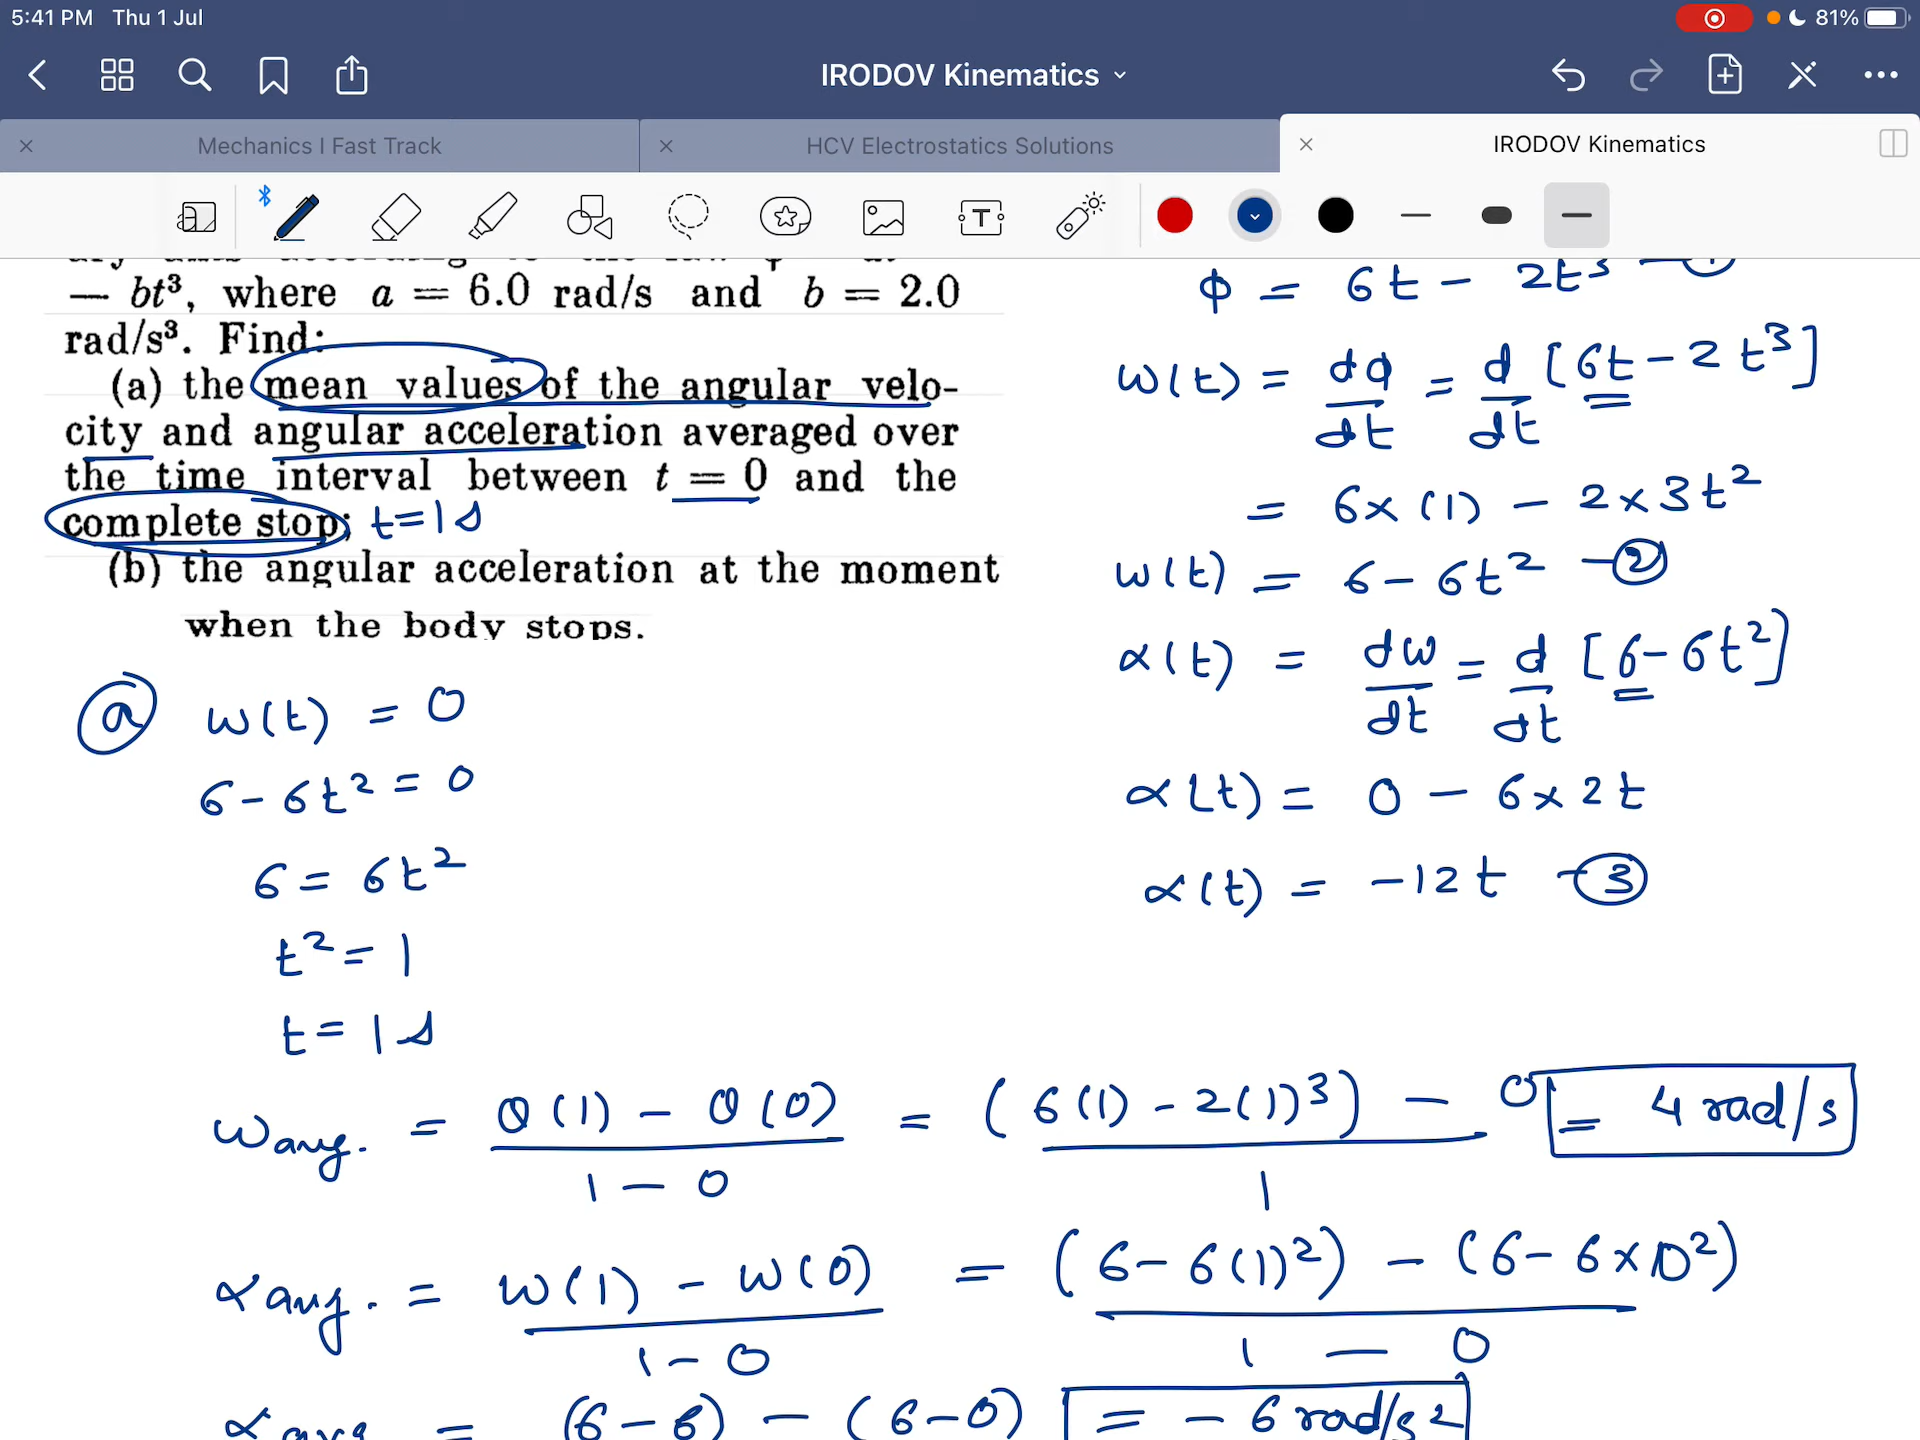 5:41 PM Thu 1 Jul
81%
IRODOV Kinematics
Mechanics I Fast Track
HCV Electrostatics Solutions
IRODOV Kinematics
— bt³, where a = 6.0 rad/s and b = 2.0
rad/s³. Find:
(a) the mean values of the angular velo-
city and angular acceleration averaged over
the time interval between t = 0 and the
complete stop; t=1s
(b) the angular acceleration at the moment
when the body stops.
ϕ = 6t - 2t³ - 1
ω(t) = dϕ/dt = d/dt [6t - 2t³]
= 6×(1) - 2×3t²
ω(t) = 6 - 6t² - 2
α(t) = dω/dt = d/dt [6 - 6t²]
α(t) = 0 - 6×2t
α(t) = -12t - 3
a ω(t) = 0
6 - 6t² = 0
6 = 6t²
t² = 1
t = 1s
ωavg. = θ(1) - θ(0) / 1 - 0 = (6(1) - 2(1)³) - 0 / 1 = 4 rad/s
αavg. = ω(1) - ω(0) / 1 - 0 = (6 - 6(1)²) - (6 - 6×10²) / 1 - 0
αavg = (6-6) - (6-0) = -6 rad/s²